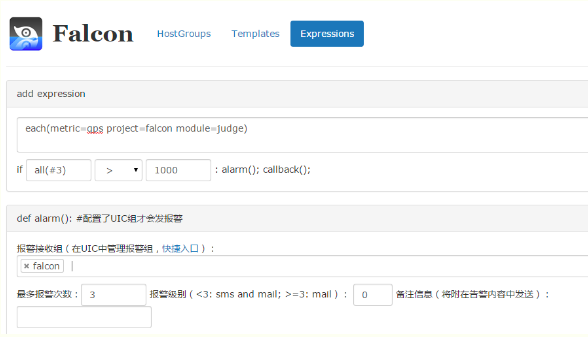 Falcon HostGroups Templates Expressions
add expression
each(metric=qps project=falcon module=judge)
if all(#3) > 1000 : alarm(); callback();
def alarm(): #配置了UIC组才会发报警
报警接收组（在UIC中管理报警组，快捷入口）：
× falcon
最多报警次数： 3 报警级别（<3: sms and mail; >=3: mail）： 0 备注信息（将附在告警内容中发送）：